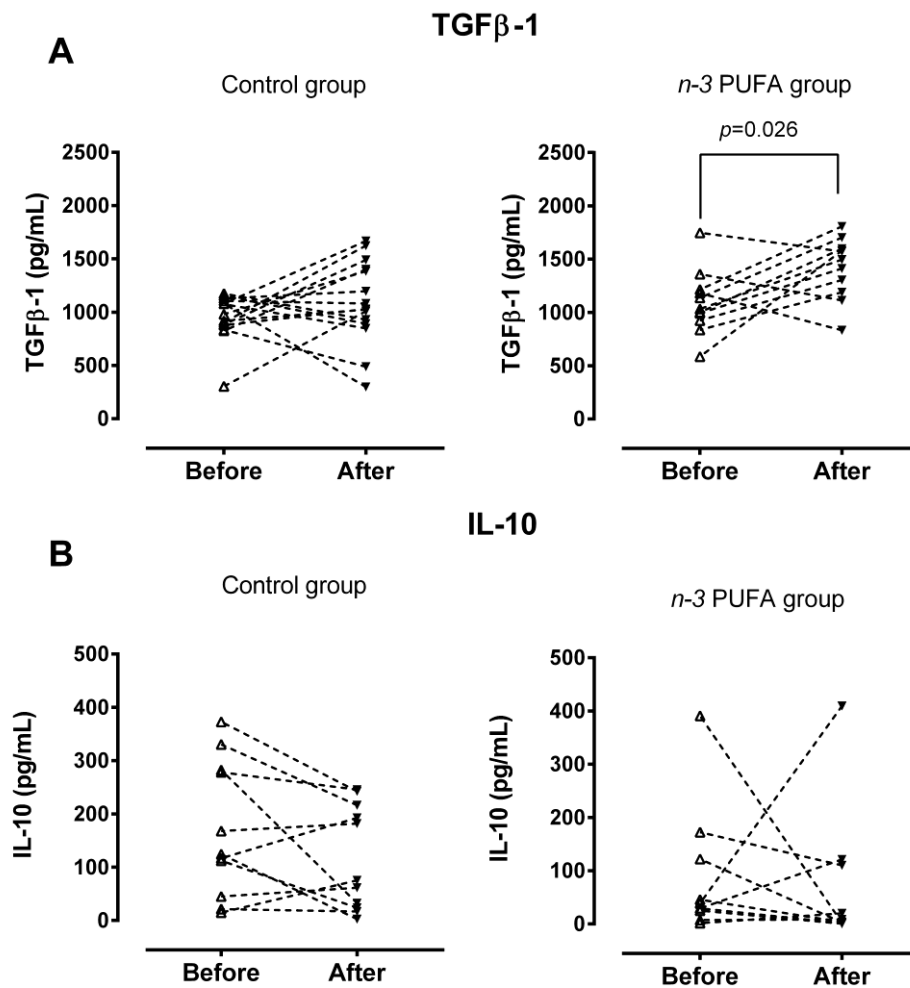 TGFβ-1
A
Control group
n-3 PUFA group
p=0.026
TGFβ-1 (pg/mL)
2500
2000
1500
1000
500
0
Before After
TGFβ-1 (pg/mL)
2500
2000
1500
1000
500
0
Before After
IL-10
B
Control group
n-3 PUFA group
IL-10 (pg/mL)
500
400
300
200
100
0
Before After
IL-10 (pg/mL)
500
400
300
200
100
0
Before After